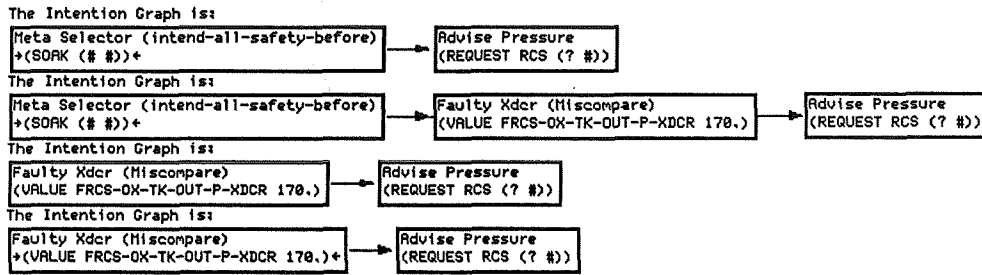 The Intention Graph is:
Meta Selector (intend-all-safety-before) Advise Pressure
+(SOAK (# #))+ (REQUEST RCS (? #))
The Intention Graph is:
Meta Selector (intend-all-safety-before) Faulty Xdcr (Miscompare) Advise Pressure
+(SOAK (# #))+ (VALUE FRCS-OX-TK-OUT-P-XDCR 170.) (REQUEST RCS (? #))
The Intention Graph is:
Faulty Xdcr (Miscompare) Advise Pressure
(VALUE FRCS-OX-TK-OUT-P-XDCR 170.) (REQUEST RCS (? #))
The Intention Graph is:
Faulty Xdcr (Miscompare) Advise Pressure
+(VALUE FRCS-OX-TK-OUT-P-XDCR 170.)+ (REQUEST RCS (? #))